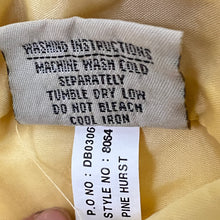 WASHING INSTRUCTIONS
MACHINE WASH COLD
SEPARATELY
TUMBLE DRY LOW
DO NOT BLEACH
COOL IRON
P.O NO : DB0306
STYLE NO : 8064
PINE HURST